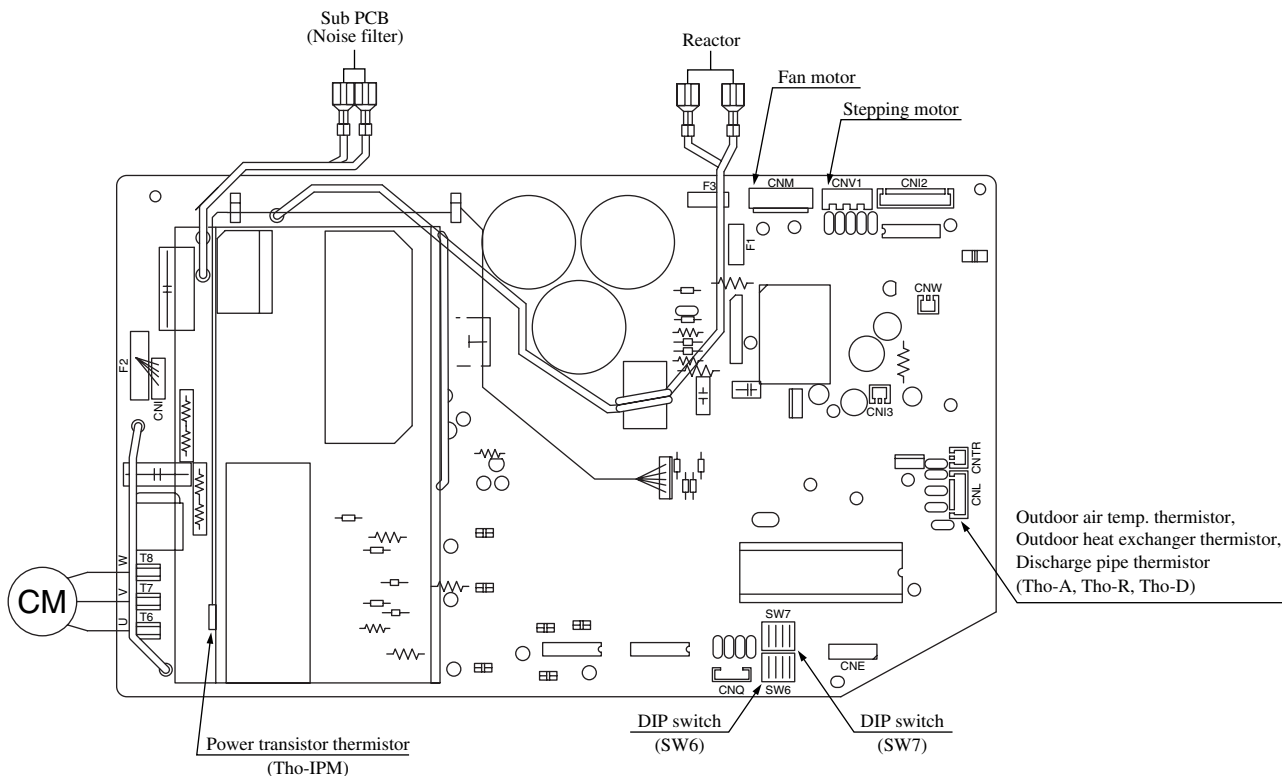 Sub PCB
(Noise filter)
Reactor
Fan motor
Stepping motor
F3
CNM
CNV1
CNI2
F1
CNW
F2
CNI
CNI3
CNTR
CNL
Outdoor air temp. thermistor,
Outdoor heat exchanger thermistor,
Discharge pipe thermistor
(Tho-A, Tho-R, Tho-D)
W
T8
CM
V
T7
U
T6
SW7
CNE
CNQ
SW6
DIP switch
(SW6)
DIP switch
(SW7)
Power transistor thermistor
(Tho-IPM)